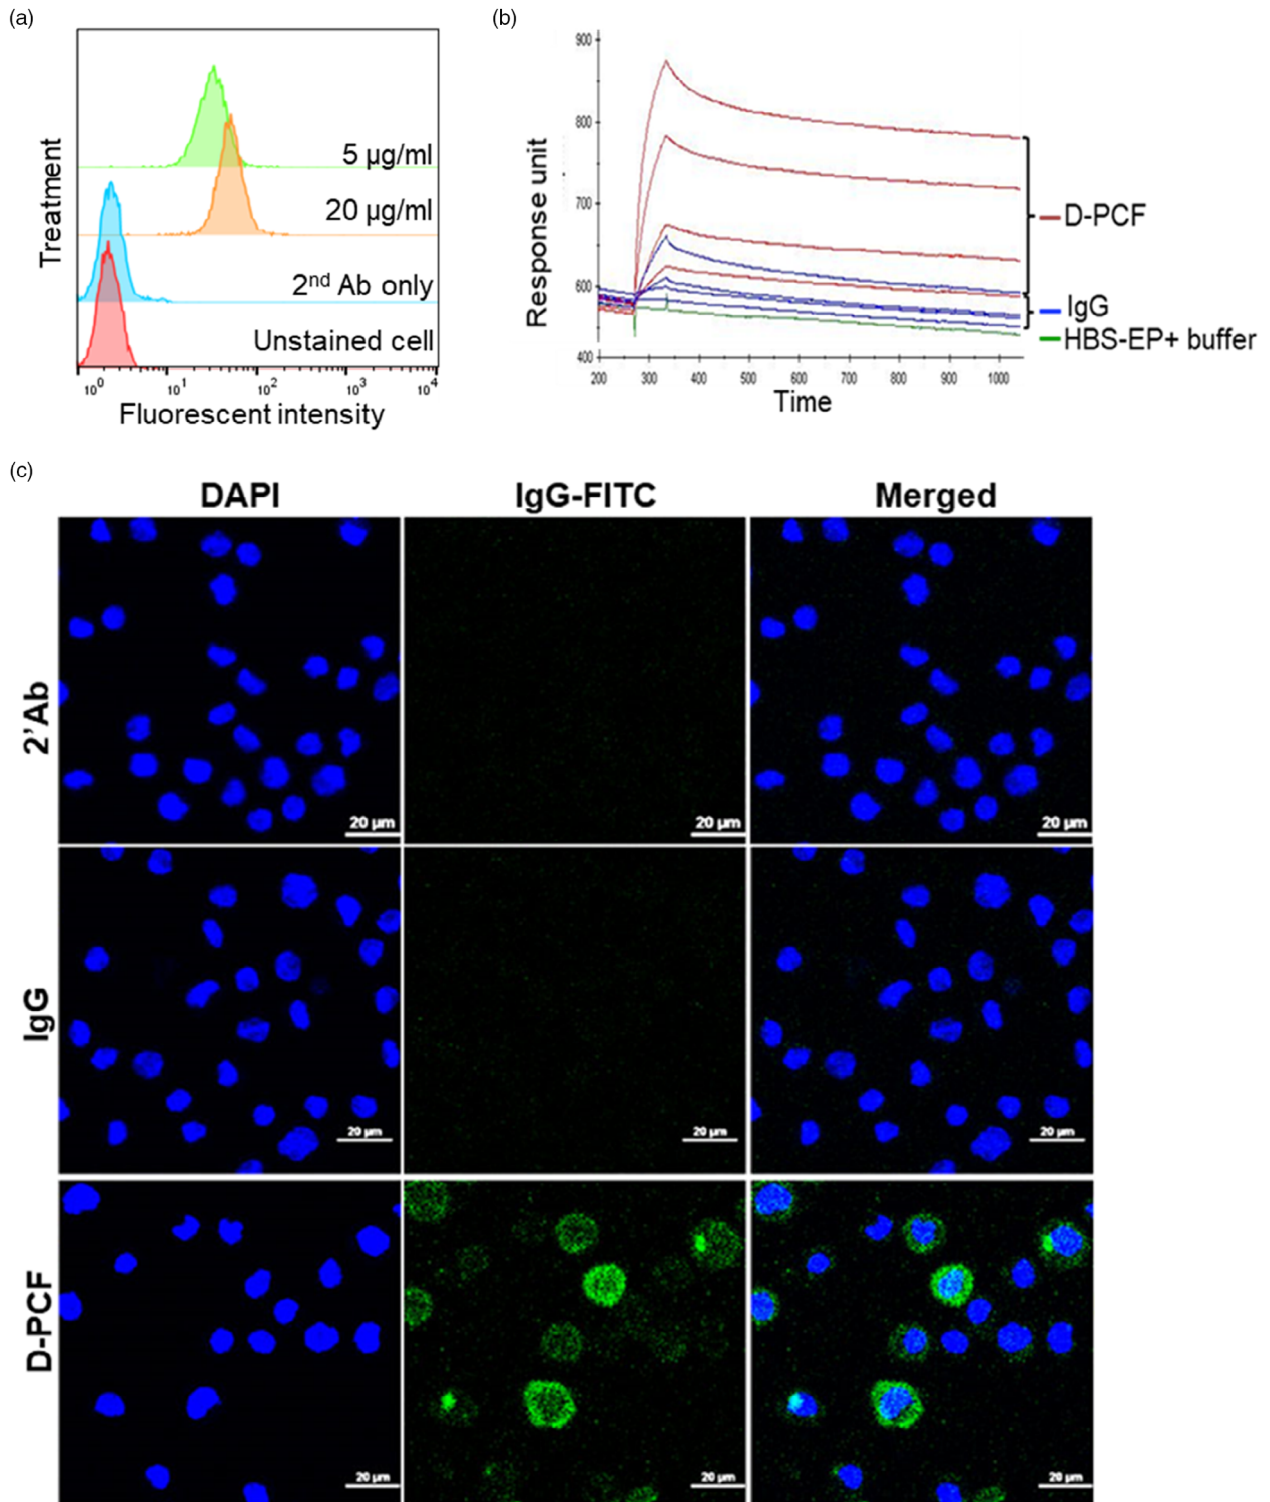 (a)
Treatment
5 µg/ml
20 µg/ml
2nd Ab only
Unstained cell
10^0 10^1 10^2 10^3 10^4
Fluorescent intensity
(b)
Response unit
900
800
700
600
400
200 300 400 500 600 700 800 900 1000
Time
D-PCF
IgG
HBS-EP+ buffer
(c)
DAPI IgG-FITC Merged
2’Ab
20 µm 20 µm 20 µm
IgG
20 µm 20 µm 20 µm
D-PCF
20 µm 20 µm 20 µm